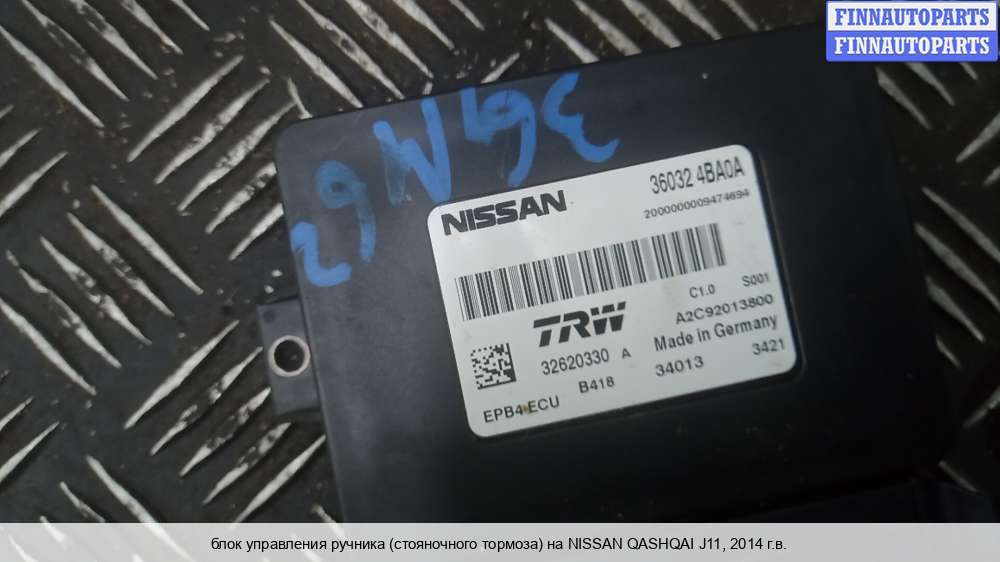 FINNAUTOPARTS
FINNAUTOPARTS
NISSAN
36032 4BA0A
2000000009474694
C1.0 S001
TRW
A2C92013800
32620330 A
Made in Germany
B418
34013 3421
EPB4 ECU
блок управления ручника (стояночного тормоза) на NISSAN QASHQAI J11, 2014 г.в.